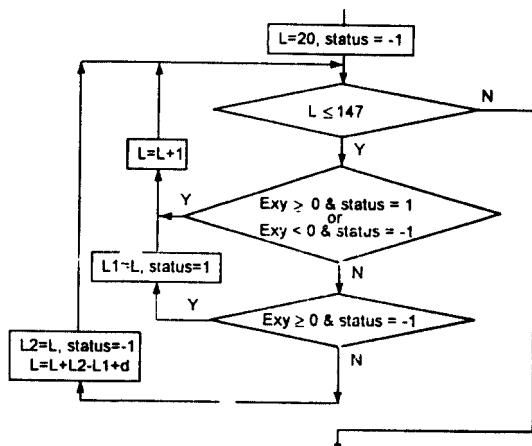 L=20, status = -1
L ≤ 147
N
Y
L=L+1
Exy ≥ 0 & status = 1
or
Exy < 0 & status = -1
Y
N
L1=L, status=1
Exy ≥ 0 & status = -1
Y
N
L2=L, status=-1
L=L+L2-L1+d